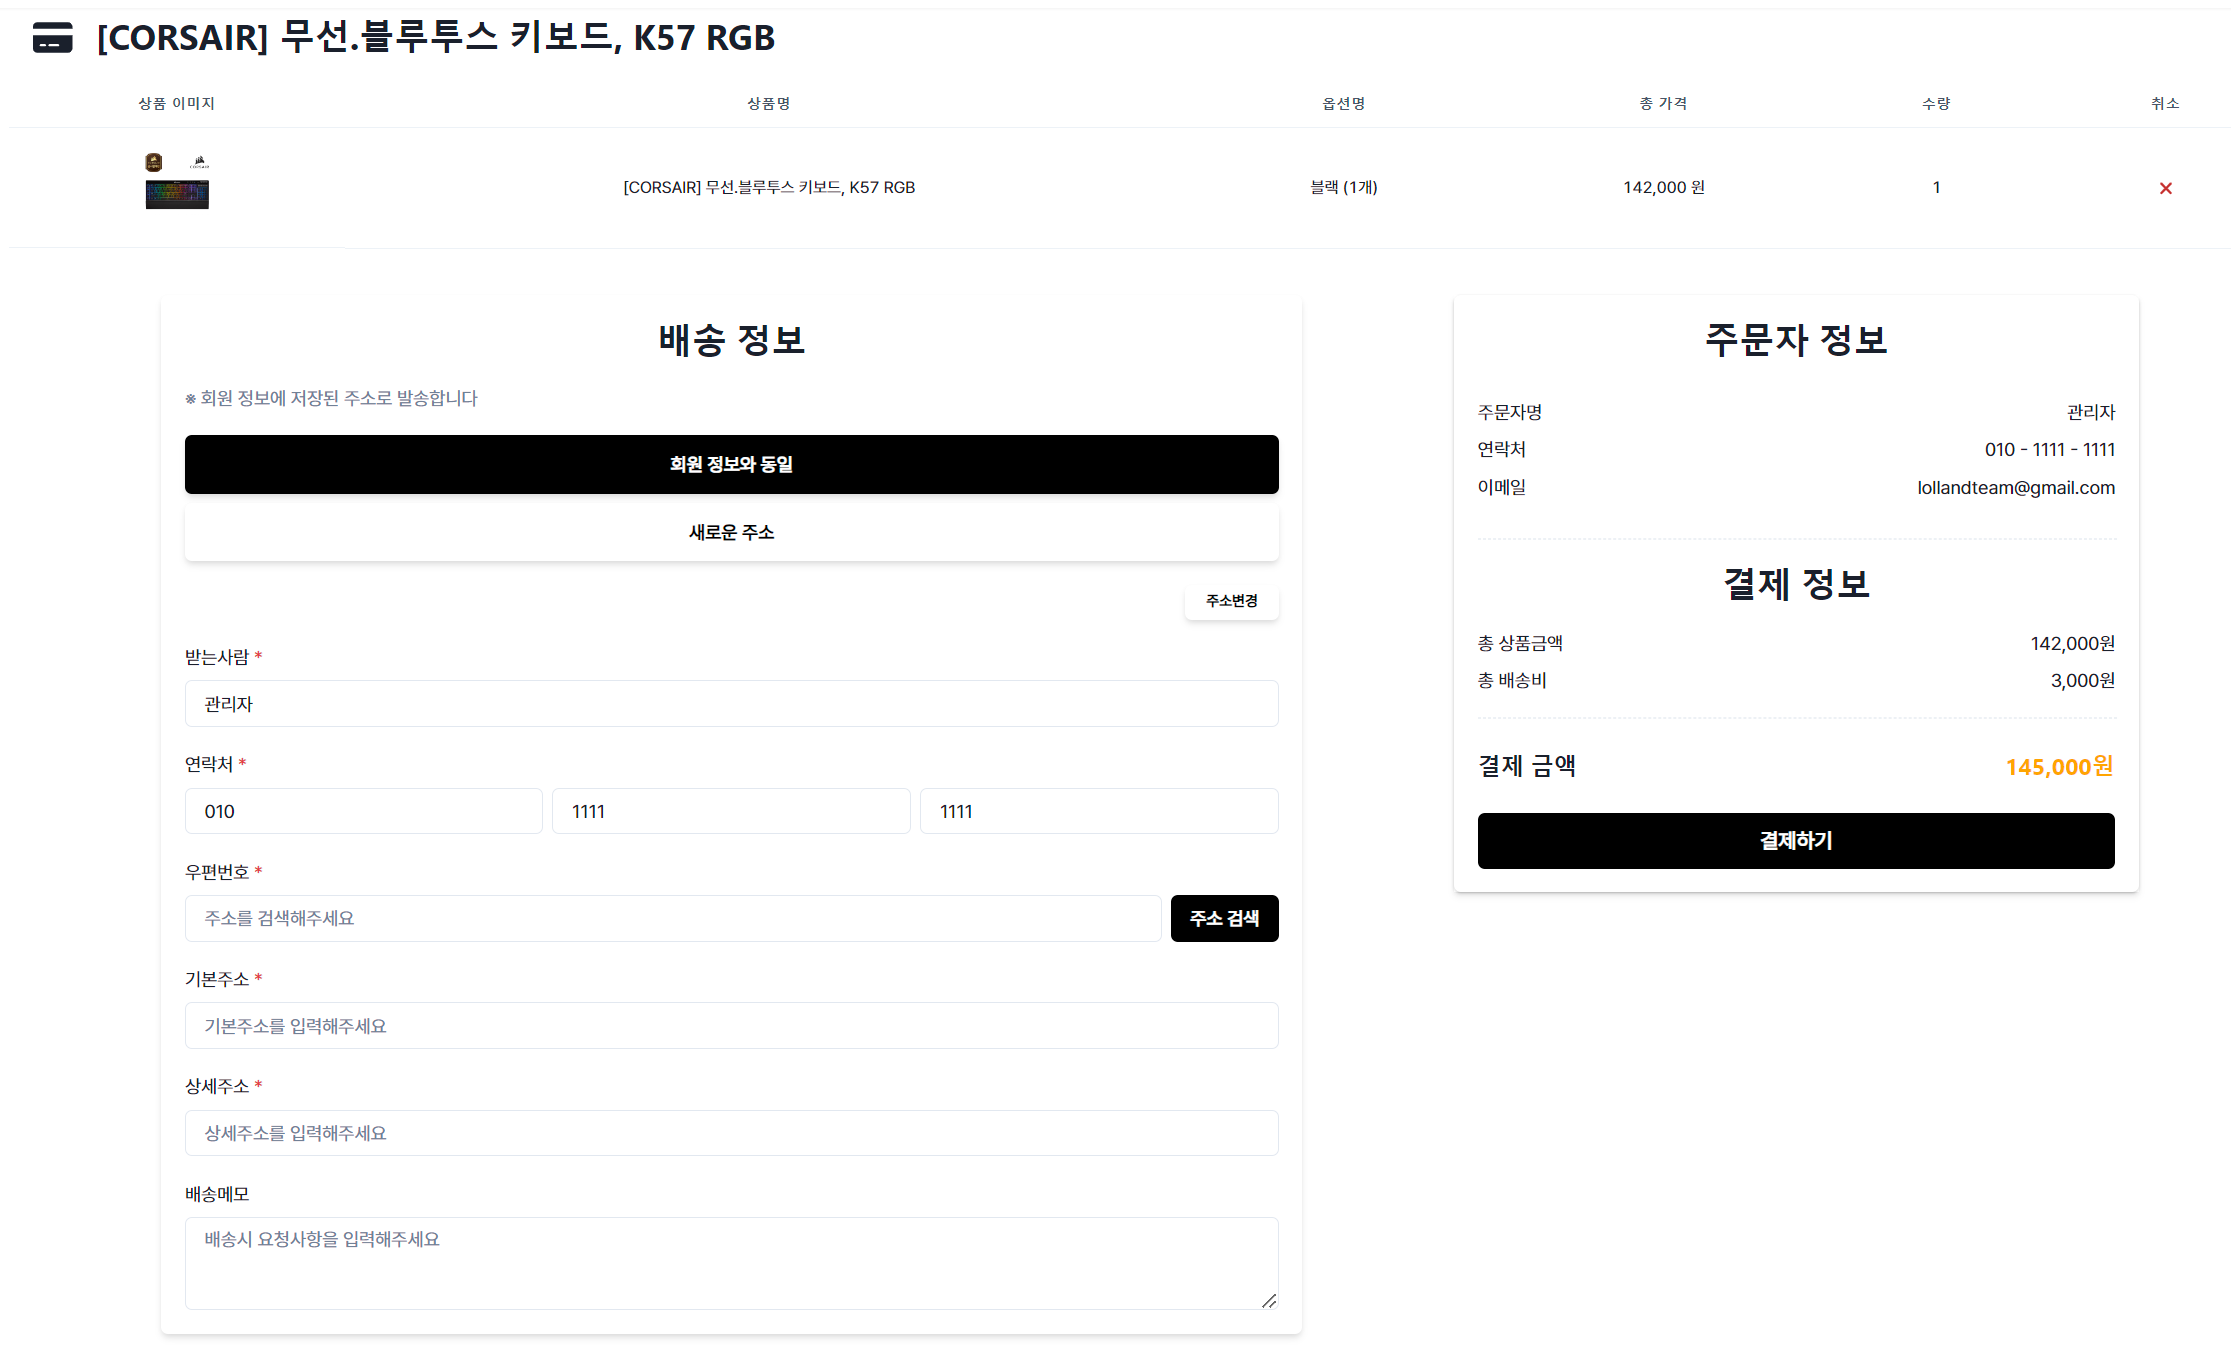 [CORSAIR] 무선.블루투스 키보드, K57 RGB
상품 이미지 상품명 옵션명 총 가격 수량 취소
[CORSAIR] 무선.블루투스 키보드, K57 RGB 블랙 (1개) 142,000 원 1
배송 정보
※ 회원 정보에 저장된 주소로 발송합니다
회원 정보와 동일
새로운 주소
주소변경
받는사람 *
관리자
연락처 *
010 1111 1111
우편번호 *
주소를 검색해주세요 주소 검색
기본주소 *
기본주소를 입력해주세요
상세주소 *
상세주소를 입력해주세요
배송메모
배송시 요청사항을 입력해주세요
주문자 정보
주문자명 관리자
연락처 010 - 1111 - 1111
이메일 lollandteam@gmail.com
결제 정보
총 상품금액 142,000원
총 배송비 3,000원
결제 금액 145,000원
결제하기